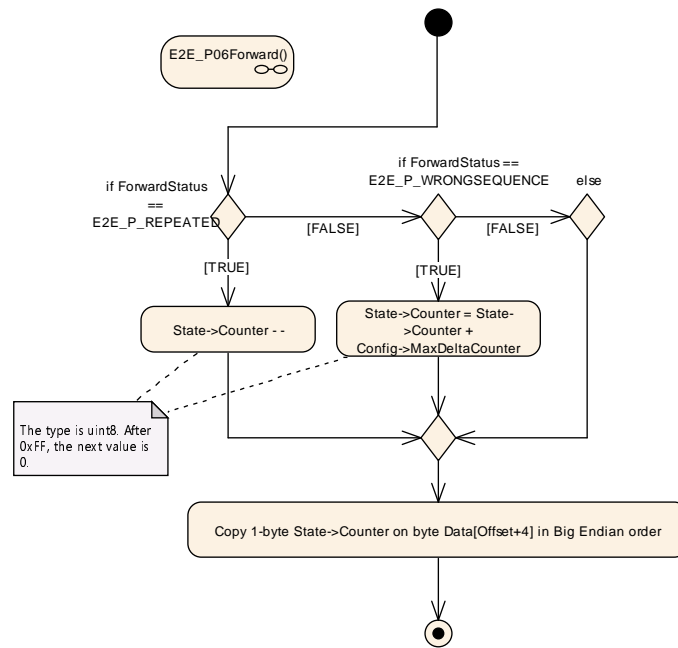 E2E_P06Forward()
if ForwardStatus ==
E2E_P_WRONGSEQUENCE
else
if ForwardStatus
==
E2E_P_REPEATED
[FALSE]
[FALSE]
[TRUE]
[TRUE]
State->Counter - -
State->Counter = State-
>Counter +
Config->MaxDeltaCounter
The type is uint8. After
0xFF, the next value is
0.
Copy 1-byte State->Counter on byte Data[Offset+4] in Big Endian order